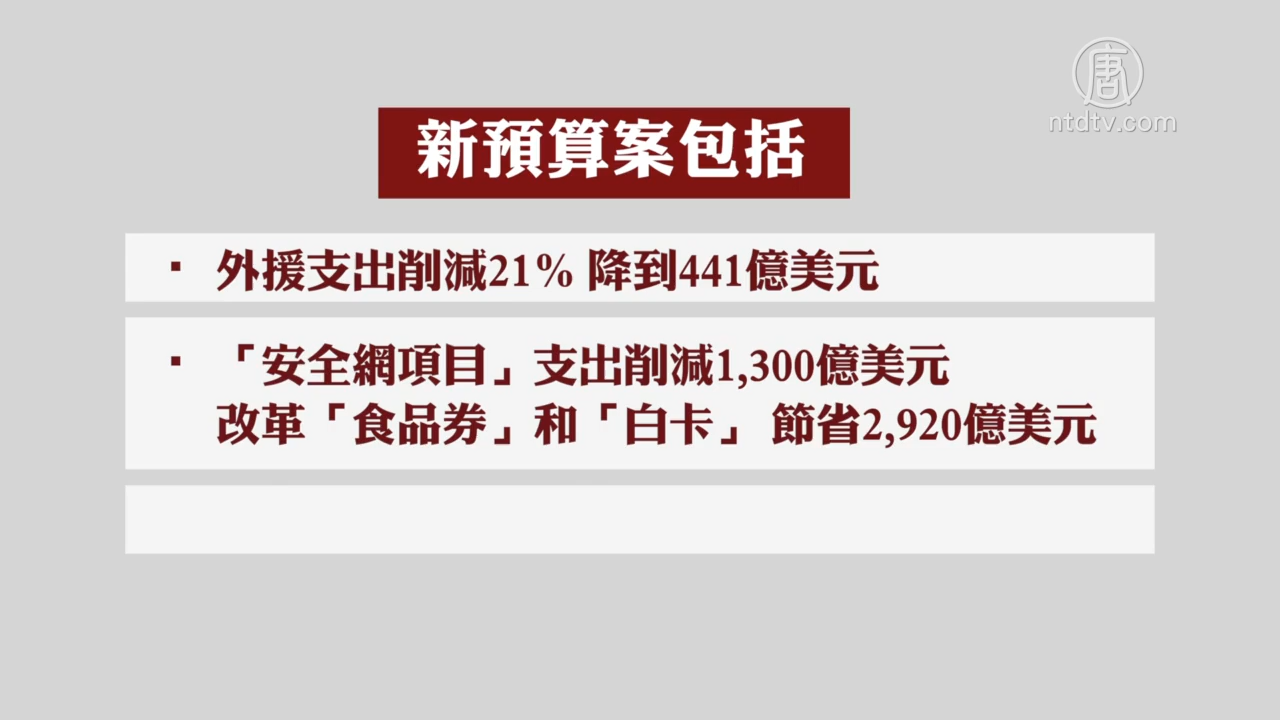 唐
ntdtv.com
新預算案包括
· 外援支出削減21% 降到441億美元
· 「安全網項目」支出削減1,300億美元
改革「食品券」和「白卡」 節省2,920億美元